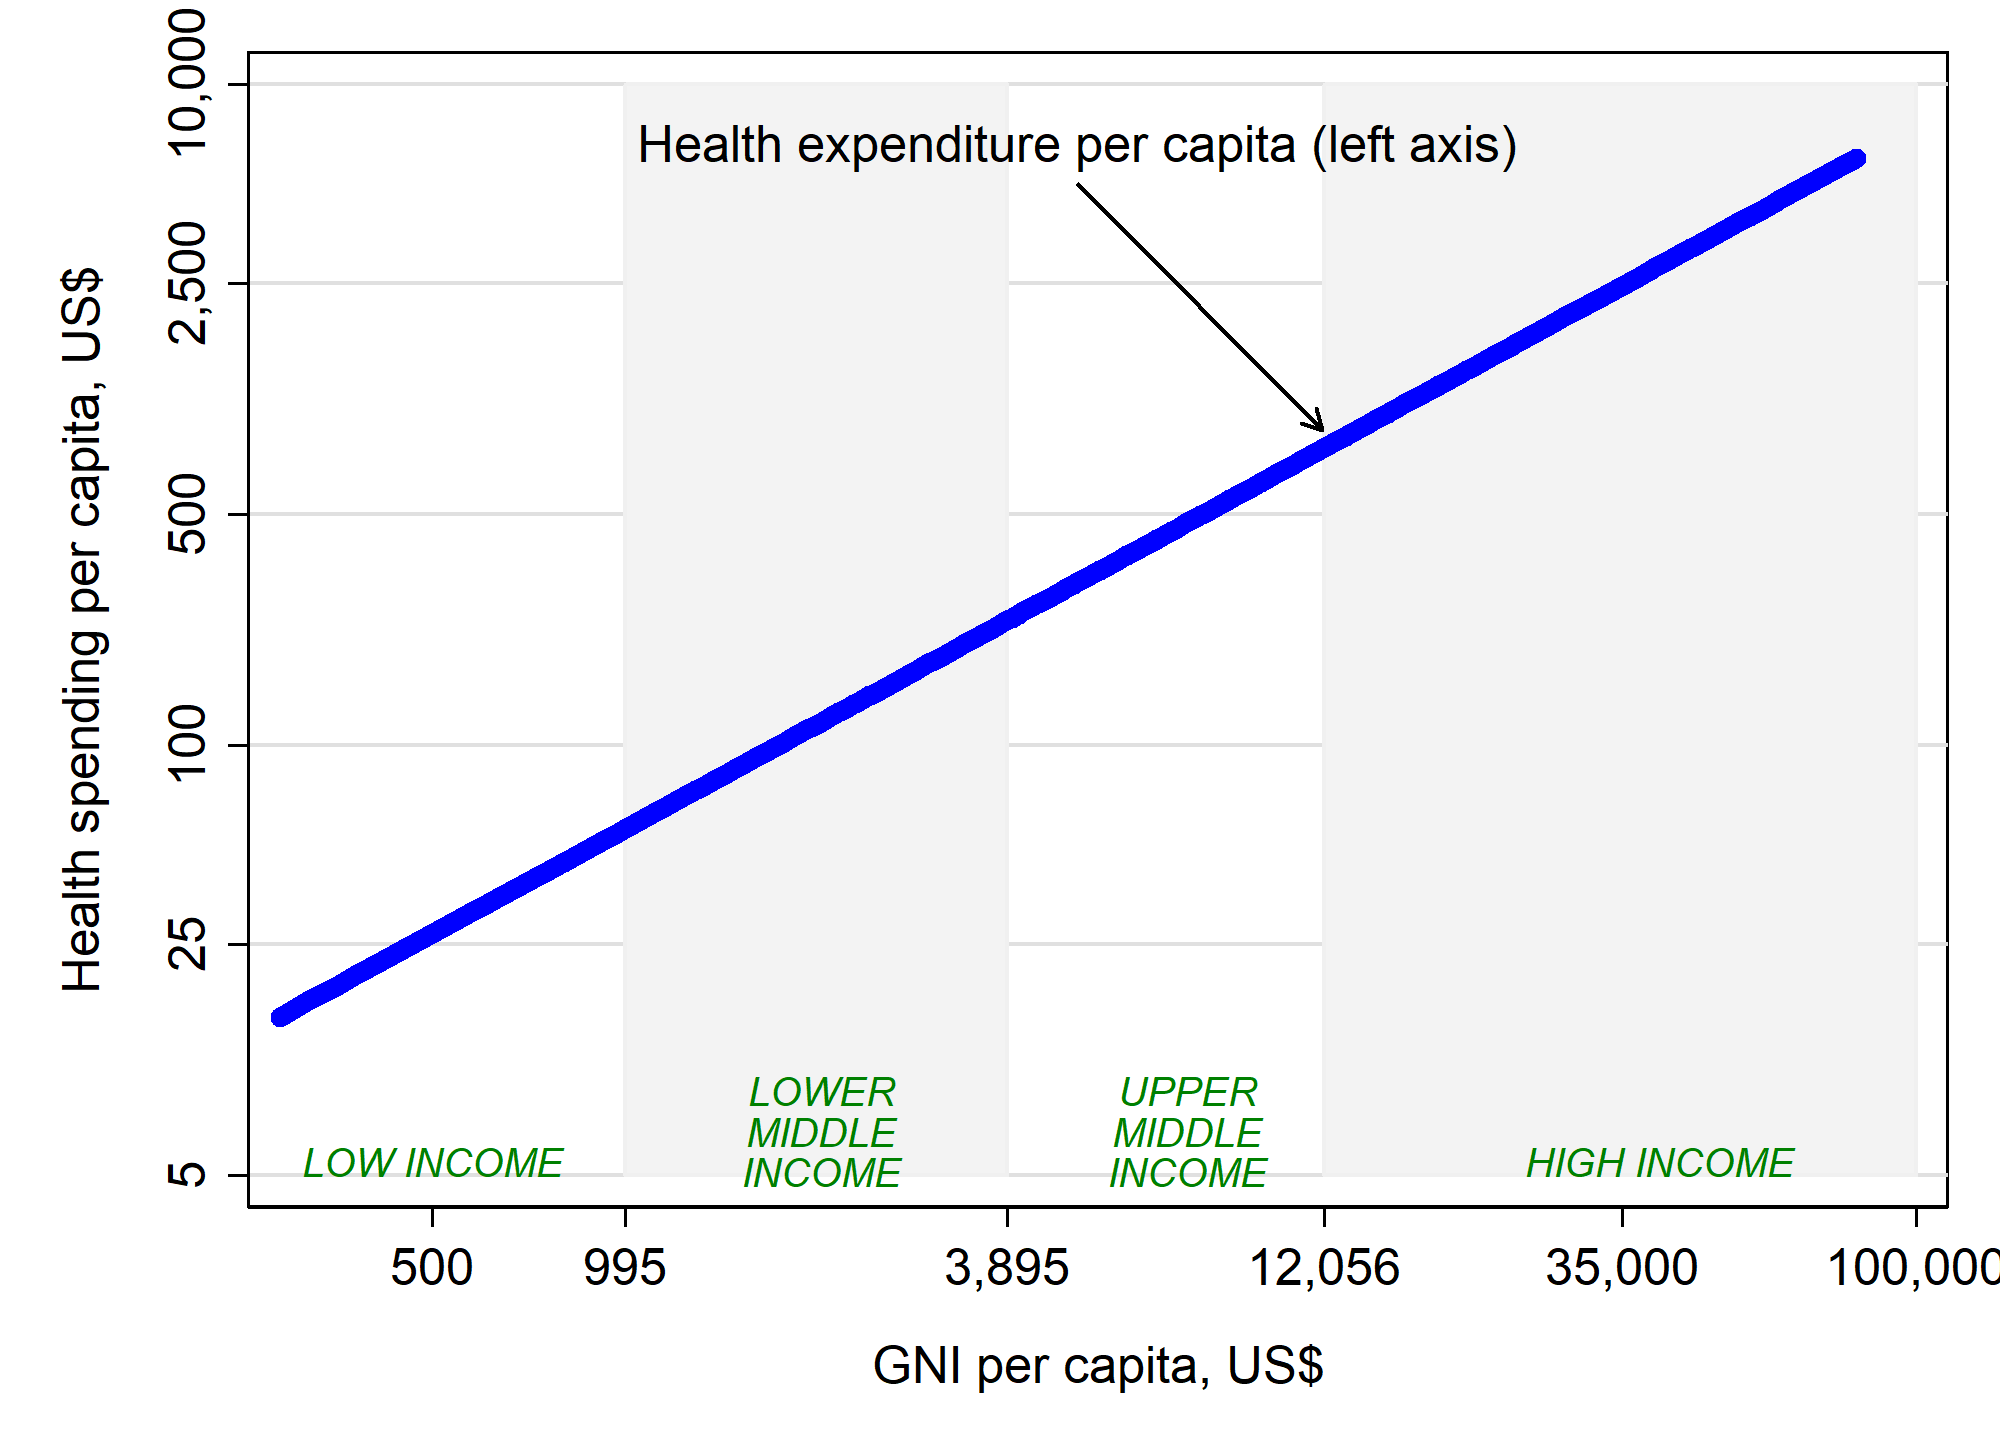 Health expenditure per capita (left axis)
Health spending per capita, US$
10,000
2,500
500
100
25
5
LOW INCOME
LOWER
MIDDLE
INCOME
UPPER
MIDDLE
INCOME
HIGH INCOME
500
995
3,895
12,056
35,000
100,000
GNI per capita, US$